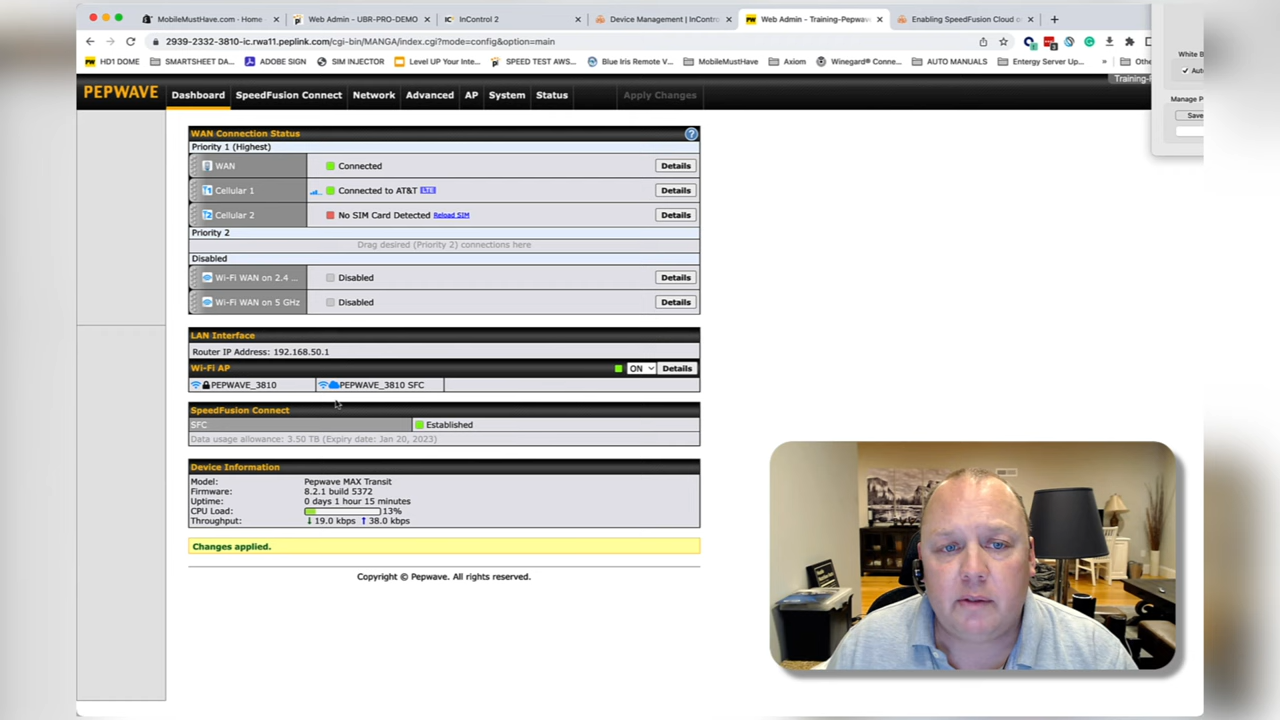 MobileMustHave.com - Home
Web Admin - UBR-PRO-DEMO
InControl 2
Device Management | InContro
Web Admin - Training-Pepwave
Enabling SpeedFusion Cloud o
2939-2332-3810-ic.rwa11.peplink.com/cgi-bin/MANGA/index.cgi?mode=config&option=main
HD1 DOME
SMARTSHEET DA...
ADOBE SIGN
SIM INJECTOR
Level UP Your Inte...
SPEED TEST AWS...
Blue Iris Remote V...
MobileMustHave
Axiom
Winegard® Conne...
AUTO MANUALS
Entergy Server Up...
»
Oth
White B
Auto
Manage P
Save
PEPWAVE
Dashboard
SpeedFusion Connect
Network
Advanced
AP
System
Status
Apply Changes
Training-P
WAN Connection Status
?
Priority 1 (Highest)
WAN
Connected
Details
Cellular 1
Connected to AT&T LTE
Details
Cellular 2
No SIM Card Detected Reload SIM
Details
Priority 2
Drag desired (Priority 2) connections here
Disabled
Wi-Fi WAN on 2.4 ...
Disabled
Details
Wi-Fi WAN on 5 GHz
Disabled
Details
LAN Interface
Router IP Address: 192.168.50.1
Wi-Fi AP
ON
Details
PEPWAVE_3810
PEPWAVE_3810 SFC
SpeedFusion Connect
SFC
Established
Data usage allowance: 3.50 TB (Expiry date: Jan 20, 2023)
Device Information
Model: Pepwave MAX Transit
Firmware: 8.2.1 build 5372
Uptime: 0 days 1 hour 15 minutes
CPU Load: 13%
Throughput: ↓ 19.0 kbps ↑ 38.0 kbps
Changes applied.
Copyright © Pepwave. All rights reserved.